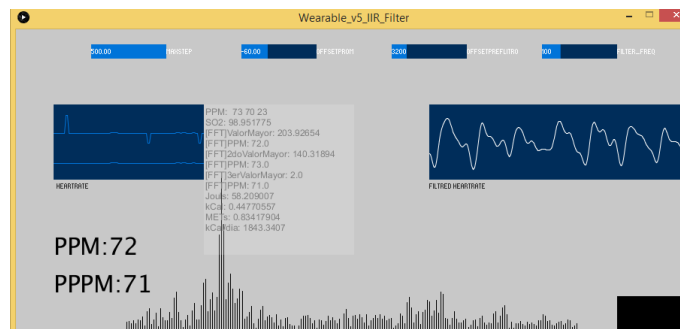 Wearable_v5_IIR_Filter
500.00 MAXSTEP -60.00 OFFSETPROM 3200 OFFSETPREFLITRO 100 FILTER_FREQ
PPM: 73 70 23
SO2: 98.951775
[FFT]ValorMayor: 203.92654
[FFT]PPM: 72.0
[FFT]2doValorMayor: 140.31894
[FFT]PPM: 73.0
[FFT]3erValorMayor: 2.0
[FFT]PPM: 71.0
Jouls: 58.209007
kCal: 0.44770557
METs: 0.83417904
kCal/dia: 1843.3407
HEARTRATE
FILTRED HEARTRATE
PPM:72
PPPM:71